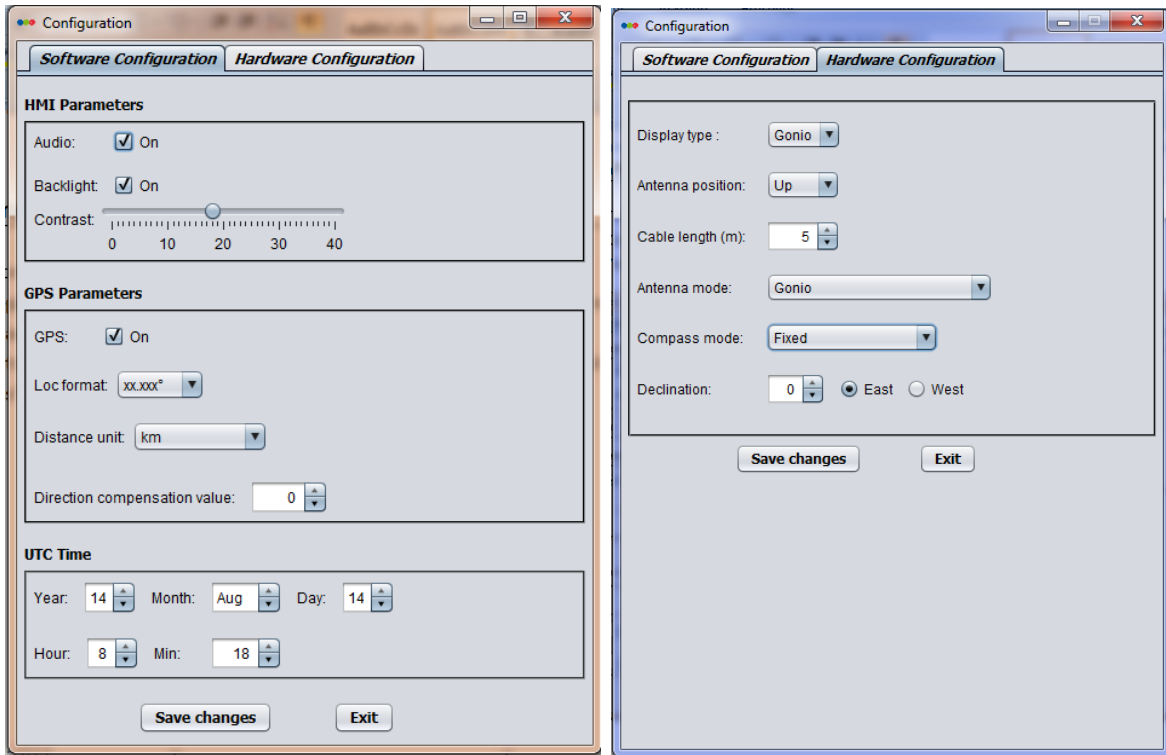 Configuration
Software Configuration Hardware Configuration
HMI Parameters
Audio: On
Backlight: On
Contrast:
0 10 20 30 40
GPS Parameters
GPS: On
Loc format: xx.xxx°
Distance unit: km
Direction compensation value: 0
UTC Time
Year: 14 Month: Aug Day: 14
Hour: 8 Min: 18
Save changes Exit
Configuration
Software Configuration Hardware Configuration
Display type : Gonio
Antenna position: Up
Cable length (m): 5
Antenna mode: Gonio
Compass mode: Fixed
Declination: 0 East West
Save changes Exit